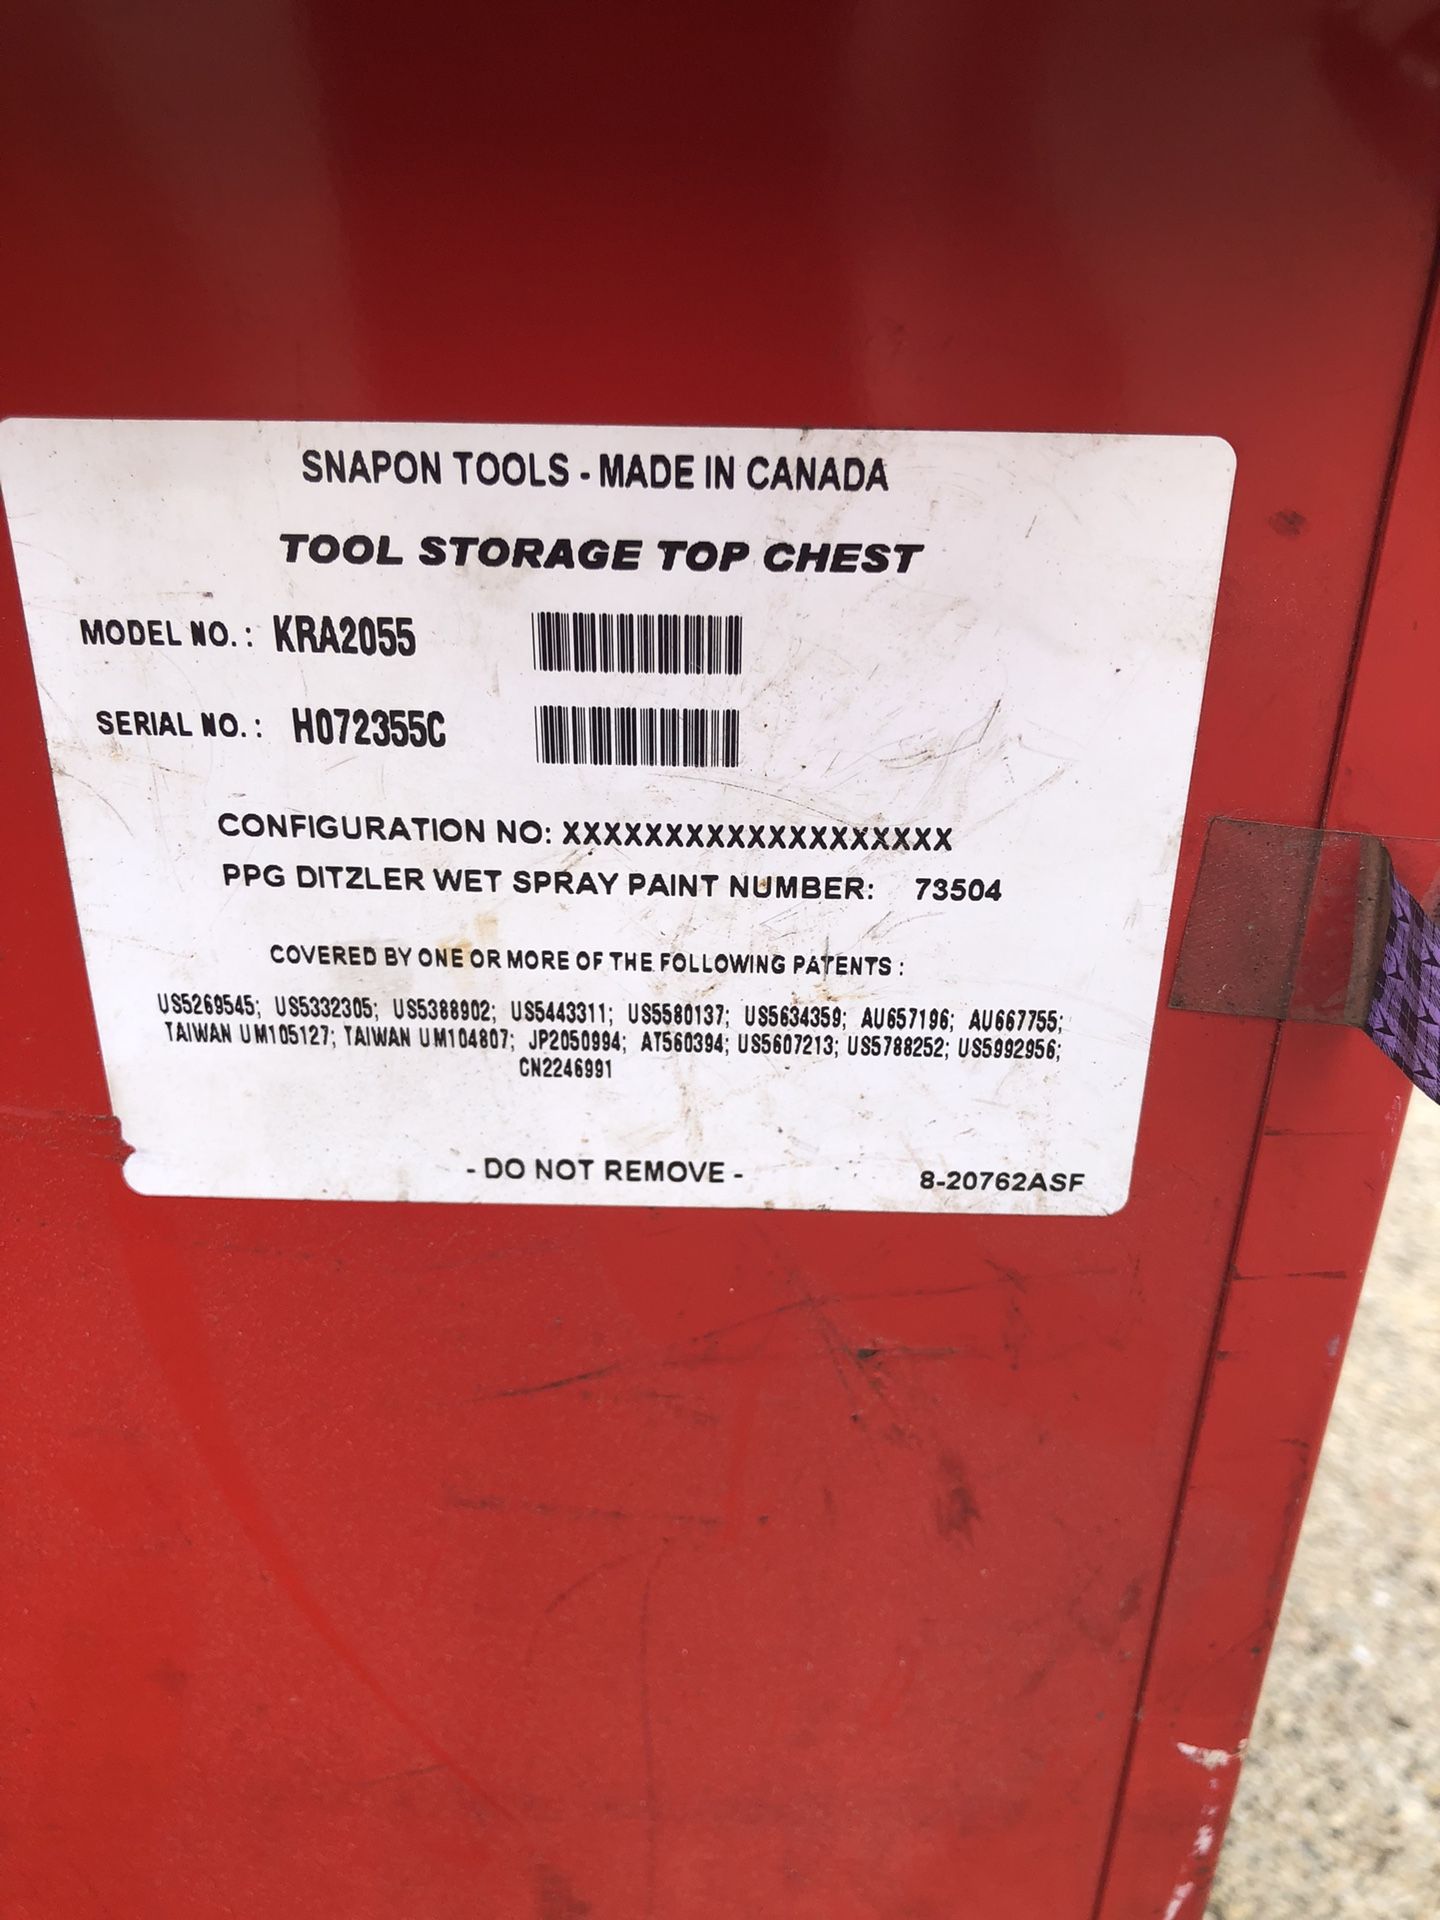 SNAPON TOOLS - MADE IN CANADA
TOOL STORAGE TOP CHEST
MODEL NO. : KRA2055
SERIAL NO. : H072355C
CONFIGURATION NO: XXXXXXXXXXXXXXXXXXX
PPG DITZLER WET SPRAY PAINT NUMBER: 73504
COVERED BY ONE OR MORE OF THE FOLLOWING PATENTS :
US5269545; US5332305; US5388902; US5443311; US5580137; US5634359; AU657196; AU667755;
TAIWAN UM105127; TAIWAN UM104807; JP2050994; AT560394; US5607213; US5788252; US5992956;
CN2246991
- DO NOT REMOVE -
8-20762ASF